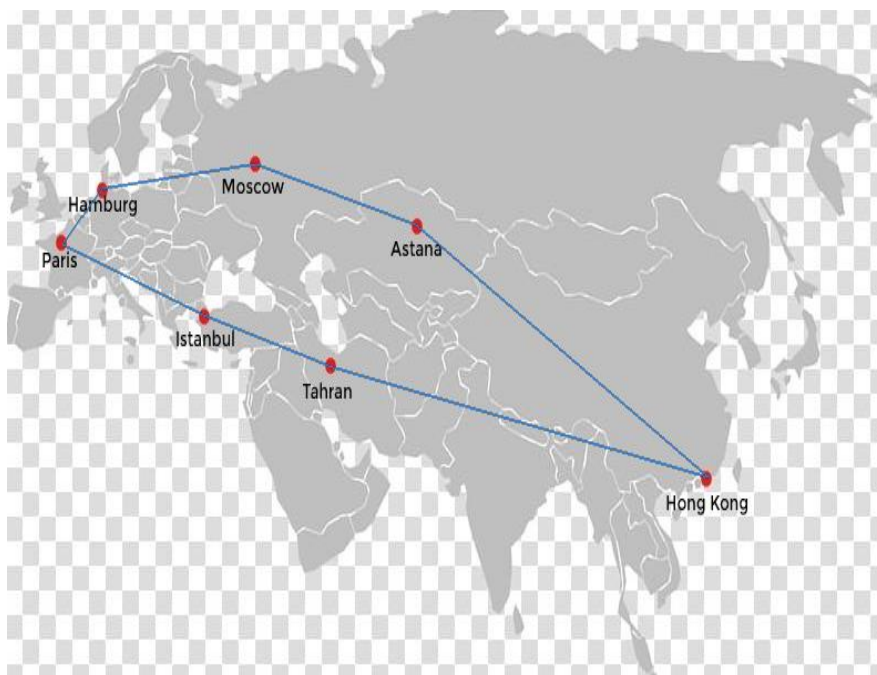 Moscow
Hamburg
Astana
Paris
Istanbul
Tahran
Hong Kong